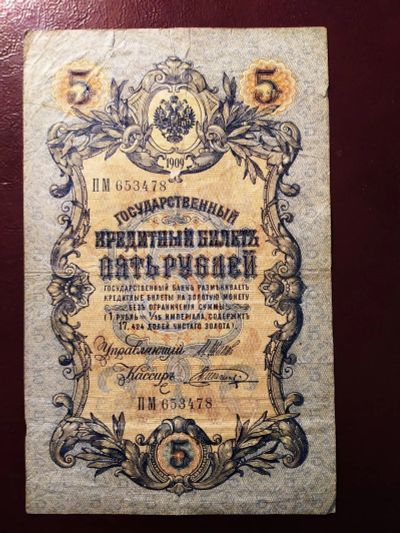 5 5
1909
ПМ 653478
ГОСУДАРСТВЕННЫЙ
КРЕДИТНЫЙ БИЛЕТЪ
ПЯТЬ РУБЛЕЙ
ГОСУДАРСТВЕННЫЙ БАНКЪ РАЗМѢНИВАЕТЪ
КРЕДИТНЫЕ БИЛЕТЫ НА ЗОЛОТУЮ МОНЕТУ
БЕЗЪ ОГРАНИЧЕНІЯ СУММЫ
(1 РУБЛЬ = 1/15 ИМПЕРІАЛА, СОДЕРЖИТЪ
17,424 ДОЛЕЙ ЧИСТАГО ЗОЛОТА).
Управляющій
Кассиръ
ПМ 653478
5